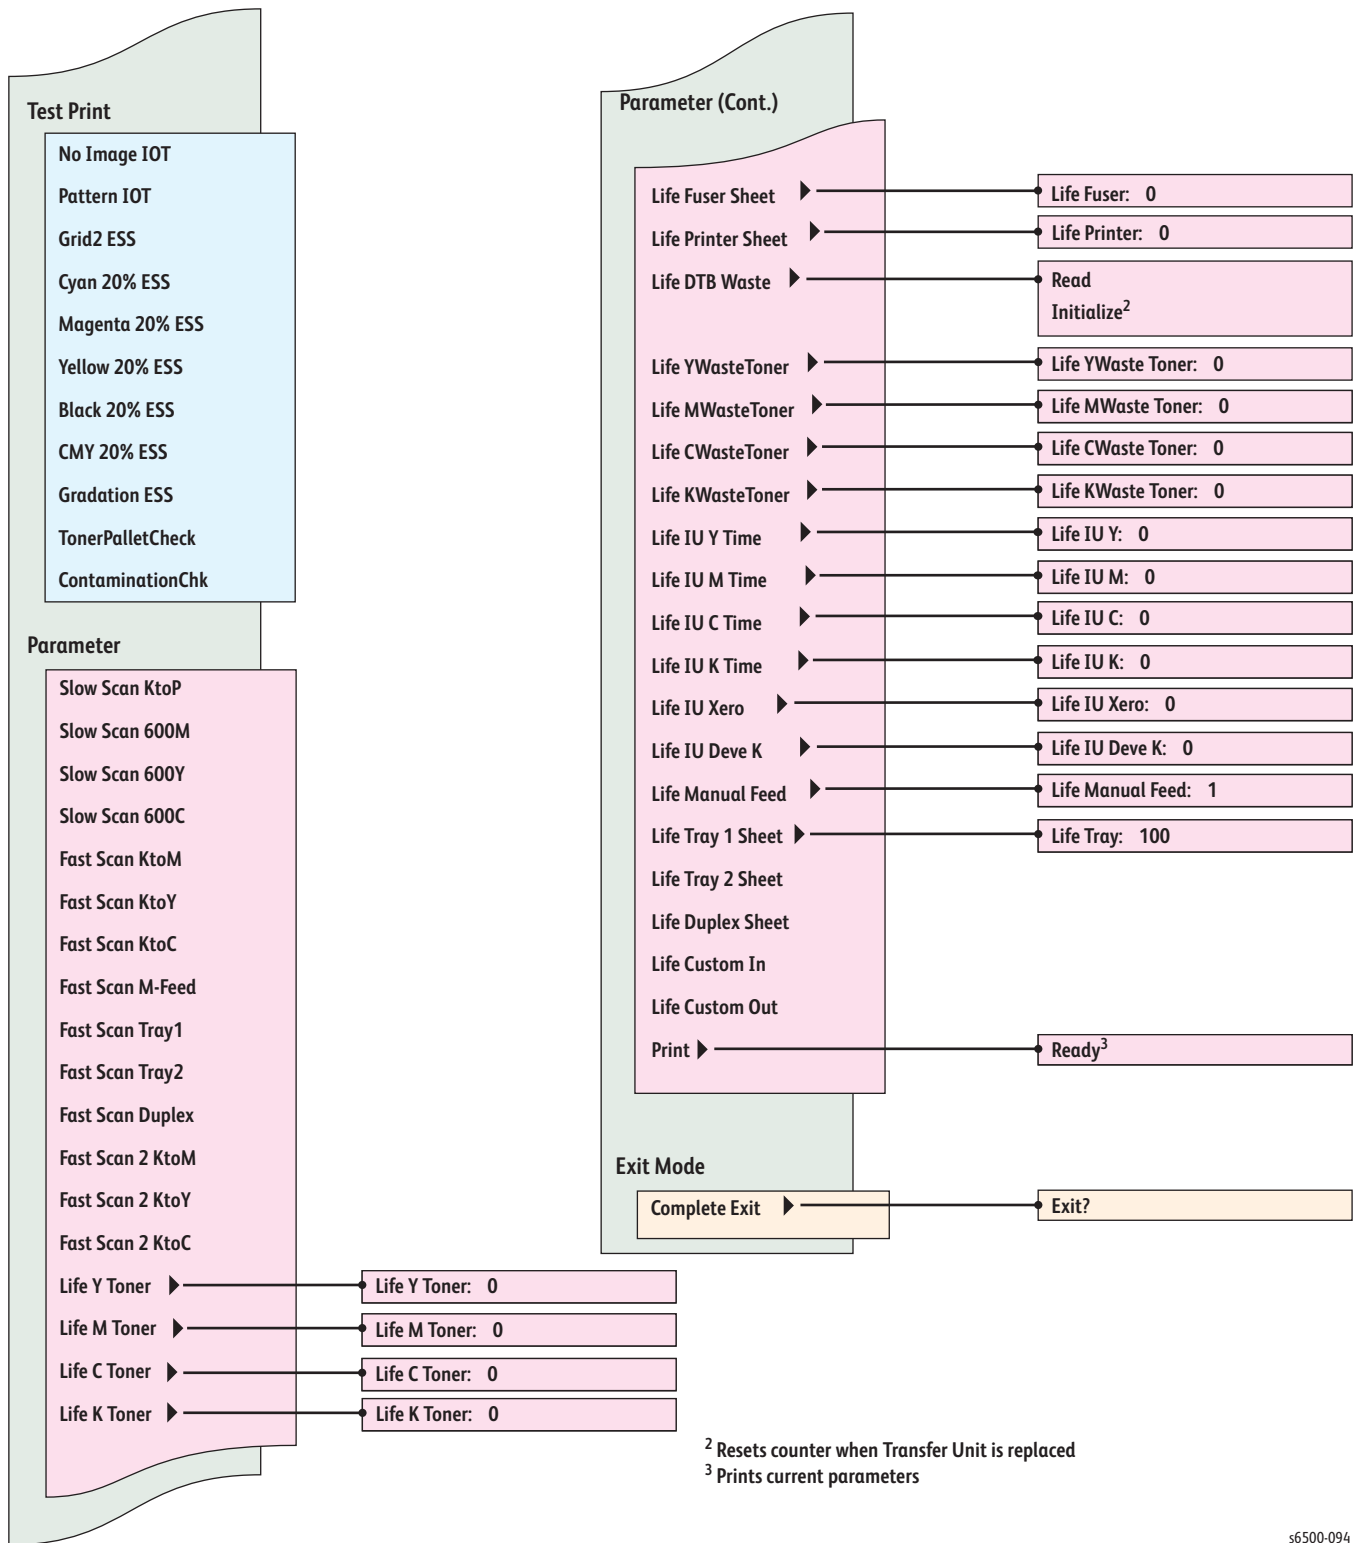 Test Print
No Image IOT
Pattern IOT
Grid2 ESS
Cyan 20% ESS
Magenta 20% ESS
Yellow 20% ESS
Black 20% ESS
CMY 20% ESS
Gradation ESS
TonerPalletCheck
ContaminationChk
Parameter
Slow Scan KtoP
Slow Scan 600M
Slow Scan 600Y
Slow Scan 600C
Fast Scan KtoM
Fast Scan KtoY
Fast Scan KtoC
Fast Scan M-Feed
Fast Scan Tray1
Fast Scan Tray2
Fast Scan Duplex
Fast Scan 2 KtoM
Fast Scan 2 KtoY
Fast Scan 2 KtoC
Life Y Toner Life Y Toner: 0
Life M Toner Life M Toner: 0
Life C Toner Life C Toner: 0
Life K Toner Life K Toner: 0
Parameter (Cont.)
Life Fuser Sheet Life Fuser: 0
Life Printer Sheet Life Printer: 0
Life DTB Waste Read
Initialize2
Life YWasteToner Life YWaste Toner: 0
Life MWasteToner Life MWaste Toner: 0
Life CWasteToner Life CWaste Toner: 0
Life KWasteToner Life KWaste Toner: 0
Life IU Y Time Life IU Y: 0
Life IU M Time Life IU M: 0
Life IU C Time Life IU C: 0
Life IU K Time Life IU K: 0
Life IU Xero Life IU Xero: 0
Life IU Deve K Life IU Deve K: 0
Life Manual Feed Life Manual Feed: 1
Life Tray 1 Sheet Life Tray: 100
Life Tray 2 Sheet
Life Duplex Sheet
Life Custom In
Life Custom Out
Print Ready3
Exit Mode
Complete Exit Exit?
2 Resets counter when Transfer Unit is replaced
3 Prints current parameters
s6500-094